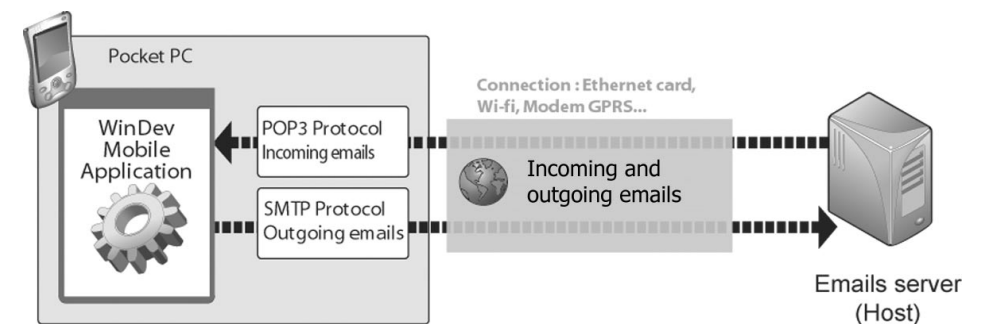 Pocket PC
Connection : Ethernet card,
Wi-fi, Modem GPRS...
WinDev
Mobile
Application
POP3 Protocol
Incoming emails
SMTP Protocol
Outgoing emails
Incoming and
outgoing emails
Emails server
(Host)